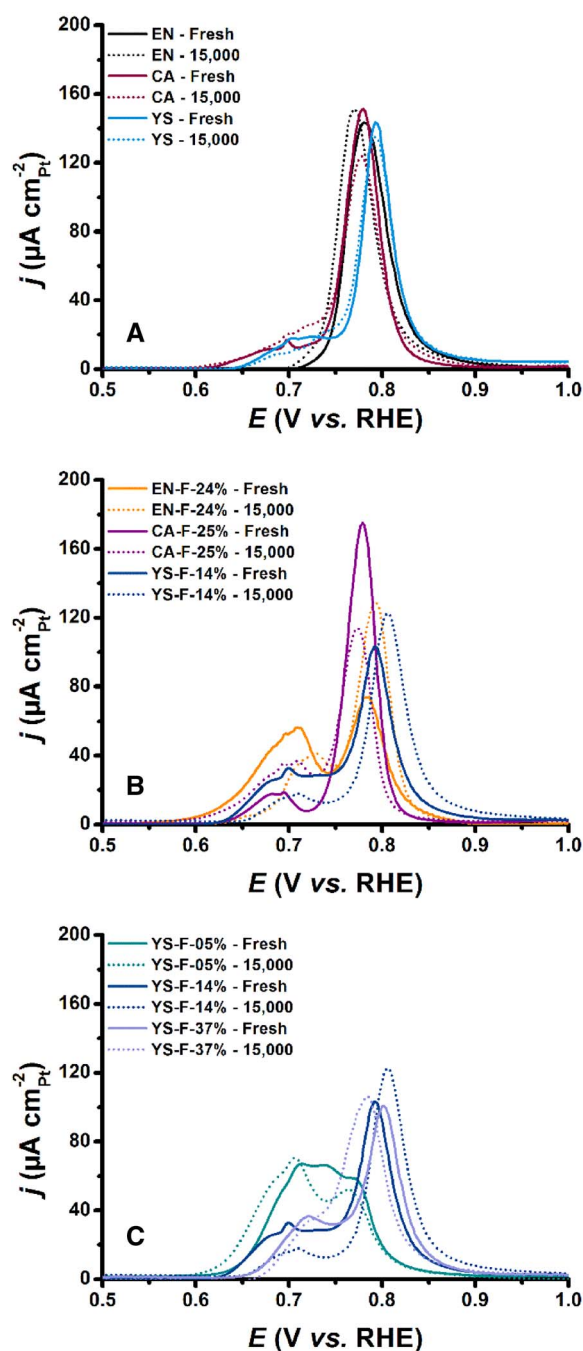 200
160
120
80
40
0
j (µA cm⁻²Pt)
EN - Fresh
EN - 15,000
CA - Fresh
CA - 15,000
YS - Fresh
YS - 15,000
A
0.5 0.6 0.7 0.8 0.9 1.0
E (V vs. RHE)
200
160
120
80
40
0
j (µA cm⁻²Pt)
EN-F-24% - Fresh
EN-F-24% - 15,000
CA-F-25% - Fresh
CA-F-25% - 15,000
YS-F-14% - Fresh
YS-F-14% - 15,000
B
0.5 0.6 0.7 0.8 0.9 1.0
E (V vs. RHE)
200
160
120
80
40
0
j (µA cm⁻²Pt)
YS-F-05% - Fresh
YS-F-05% - 15,000
YS-F-14% - Fresh
YS-F-14% - 15,000
YS-F-37% - Fresh
YS-F-37% - 15,000
C
0.5 0.6 0.7 0.8 0.9 1.0
E (V vs. RHE)